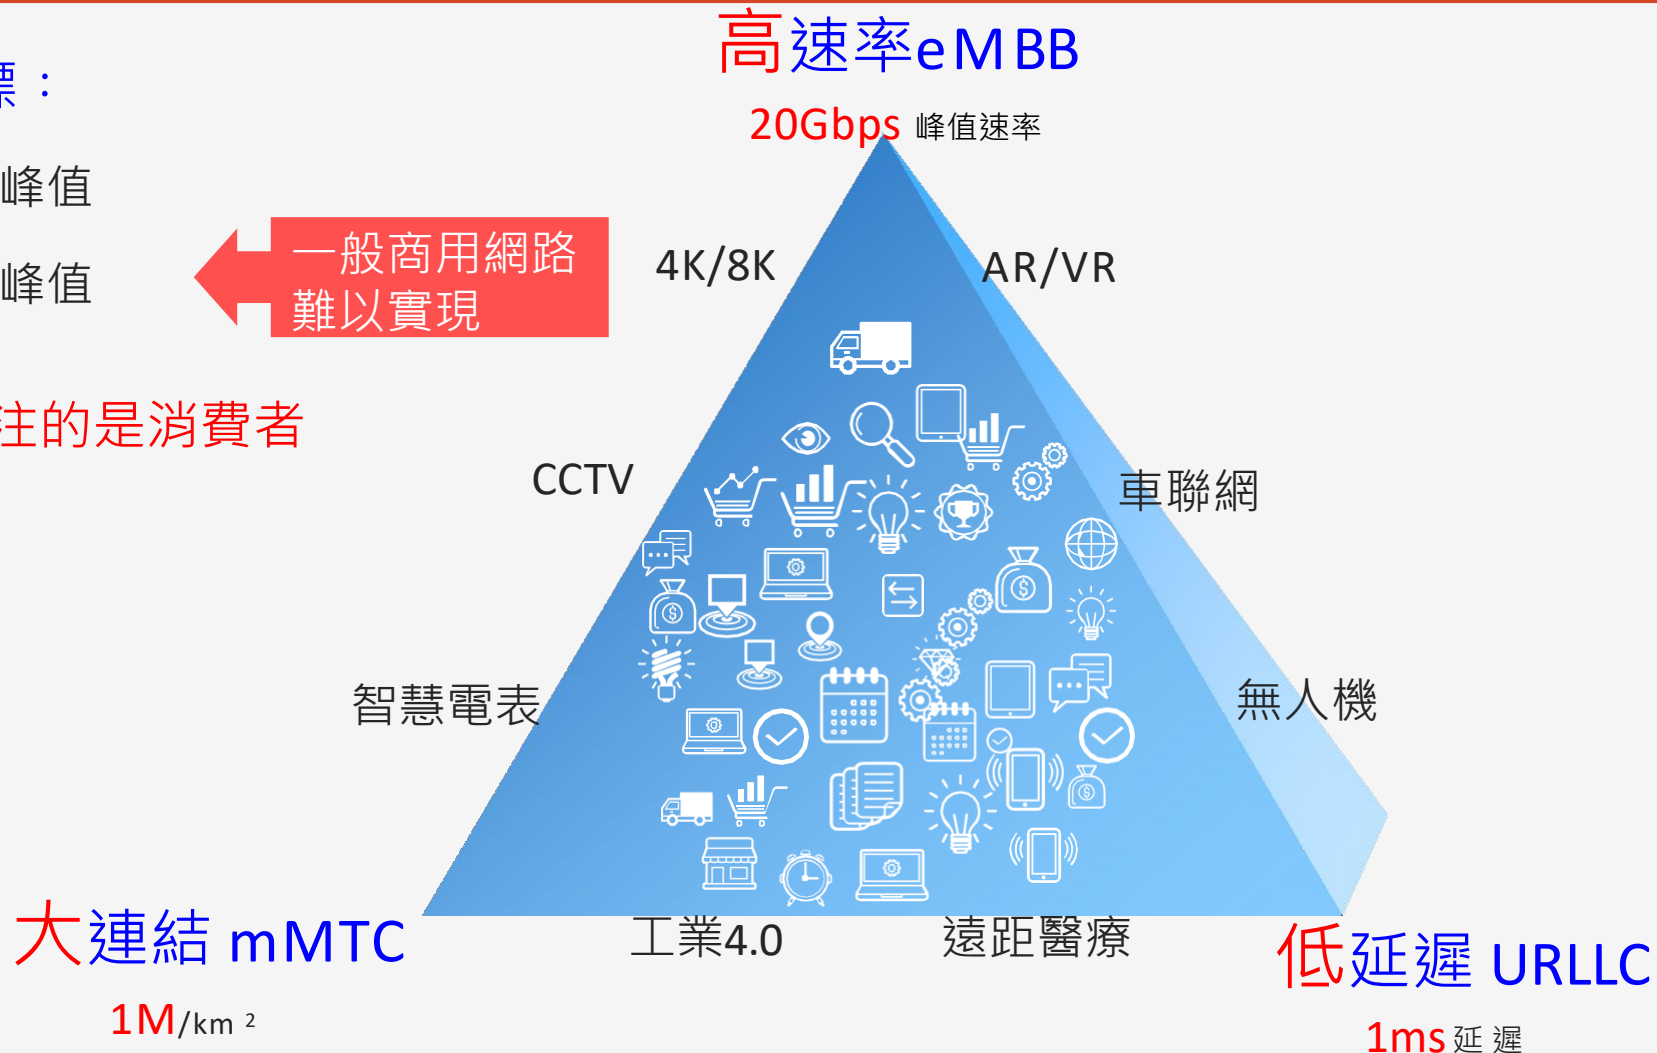 高速率eMBB
標：
20Gbps 峰值速率
峰值
一般商用網路
難以實現
4K/8K
AR/VR
峰值
注的是消費者
CCTV
車聯網
智慧電表
無人機
大連結 mMTC
工業4.0
遠距醫療
低延遲 URLLC
1M/km ²
1ms 延遲